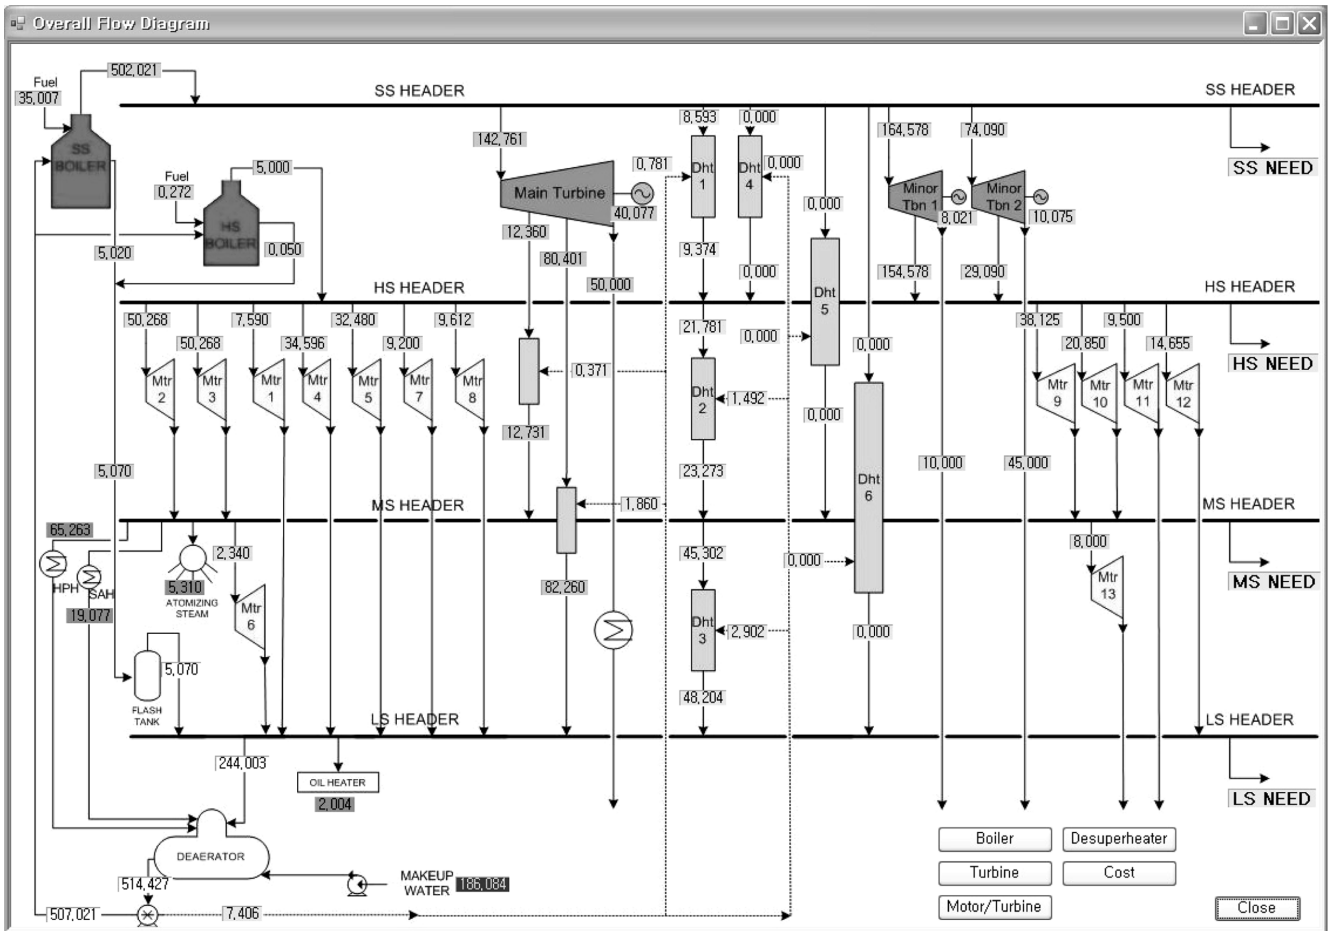 Overall Flow Diagram
502,021
Fuel
35,007
SS HEADER
SS HEADER
SS
BOILER
142,761
8,593
0,000
164,578
74,090
Fuel
0,272
5,000
SS NEED
Main Turbine
0,781
Dht
1
Dht
4
0,000
Minor
Tbn 1
Minor
Tbn 2
HS
BOILER
40,077
8,021
10,075
0,000
5,020
0,050
12,360
80,401
9,374
50,000
0,000
154,578
29,090
HS HEADER
HS HEADER
Dht
5
50,268
7,590
32,480
9,612
21,781
0,000
38,125
9,500
50,268
34,596
9,200
0,000
20,850
14,655
HS NEED
Mtr
2
Mtr
3
Mtr
1
Mtr
4
Mtr
5
Mtr
7
Mtr
8
0,371
Dht
2
1,492
Mtr
9
Mtr
10
Mtr
11
Mtr
12
12,731
0,000
5,070
23,273
10,000
45,000
Dht
6
MS HEADER
1,860
MS HEADER
65,263
2,340
45,302
0,000
8,000
HPH
SAH
5,310
ATOMIZING
STEAM
82,260
MS NEED
19,077
Mtr
6
Mtr
13
Dht
3
2,902
0,000
5,070
FLASH
TANK
48,204
LS HEADER
LS HEADER
244,003
OIL HEATER
2,004
LS NEED
Boiler
Desuperheater
DEAERATOR
Turbine
Cost
514,427
MAKEUP
WATER
186,084
507,021
7,406
Motor/Turbine
Close